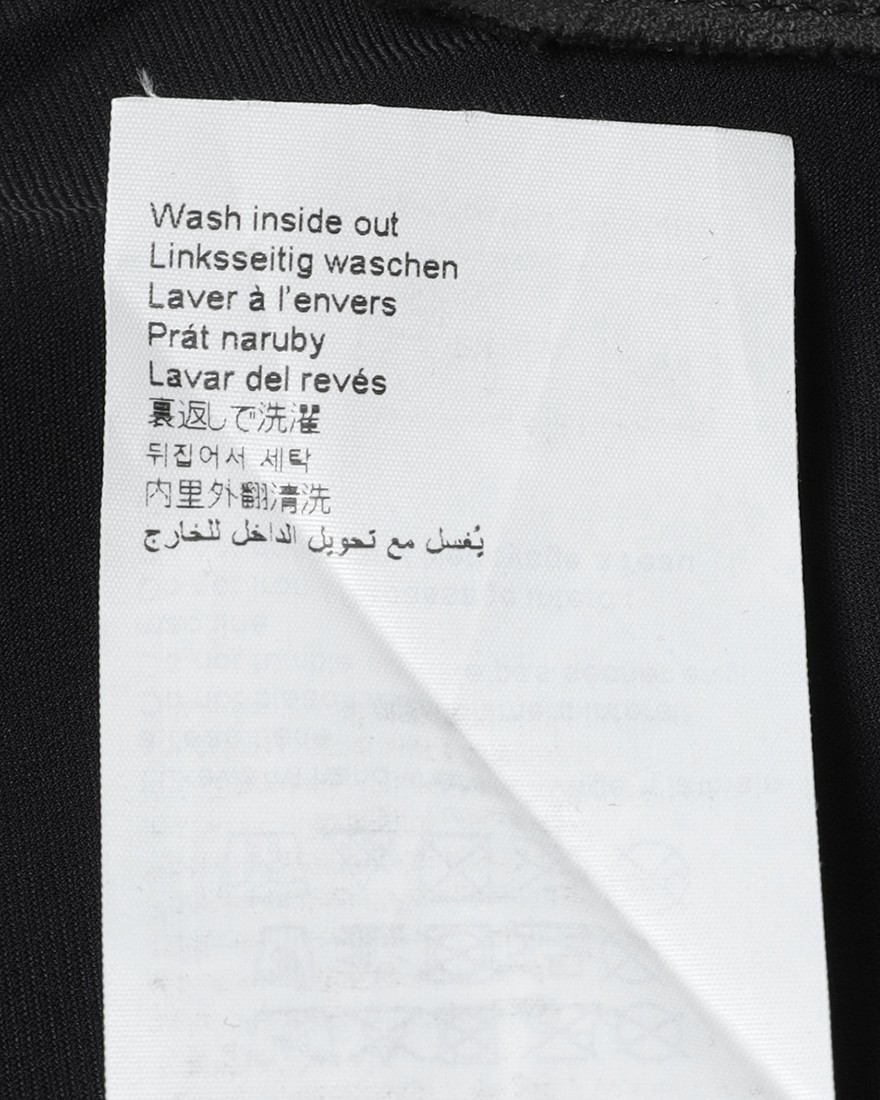 Wash inside out
Linksseitig waschen
Laver à l'envers
Prát naruby
Lavar del revés
裏返しで洗濯
뒤집어서 세탁
内里外翻清洗
يُغسل مع تحويل الداخل للخارج